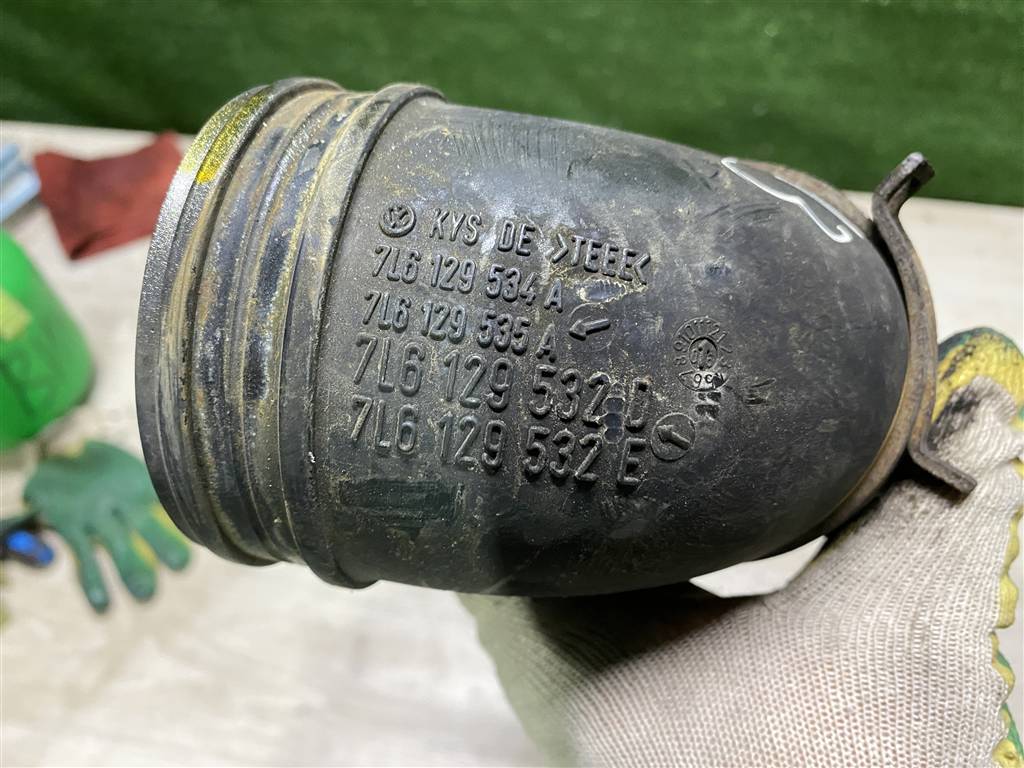 KYS DE >TEEE<
7L6 129 534 A
7L6 129 535 A
7L6 129 532 D
7L6 129 532 E